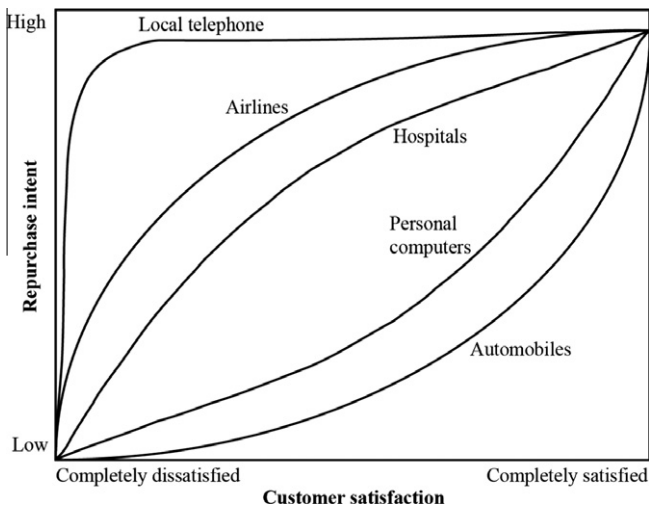 High
Local telephone
Airlines
Hospitals
Personal
computers
Automobiles
Repurchase intent
Low
Completely dissatisfied
Completely satisfied
Customer satisfaction